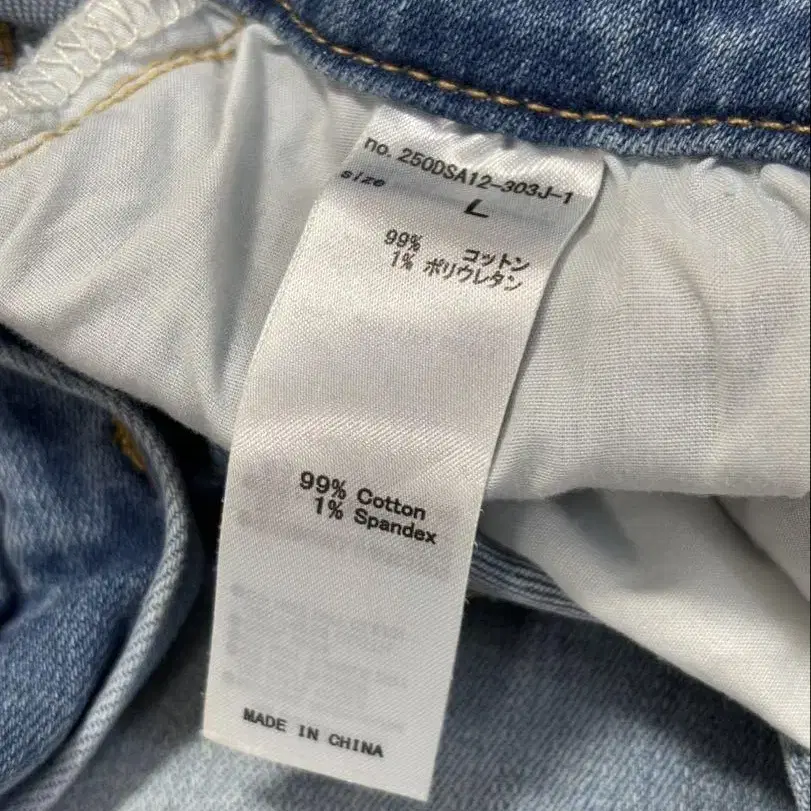 no. 250DSA12-303J-1
size L
99% コットン
1% ポリウレタン
99% Cotton
1% Spandex
MADE IN CHINA